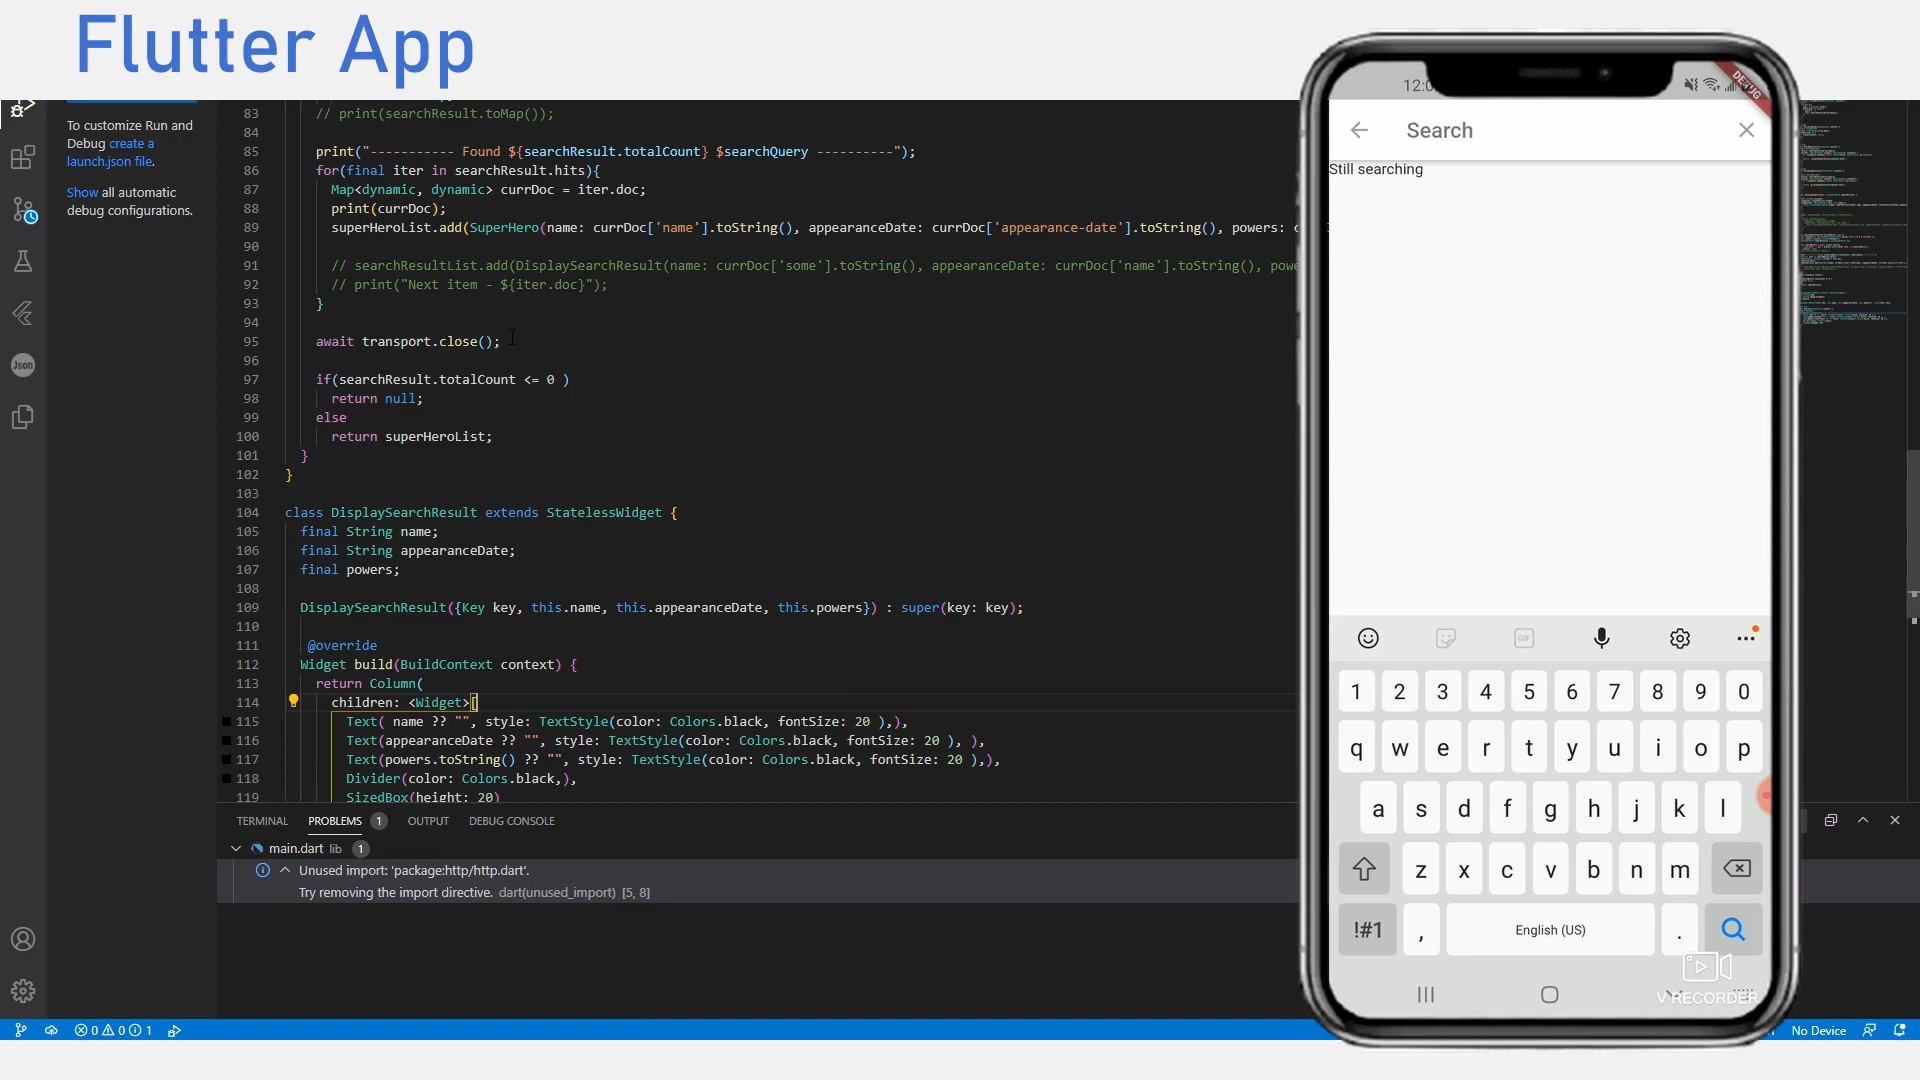 Flutter App
To customize Run and
Debug create a
launch.json file.
Show all automatic
debug configurations.
Json
83 // print(searchResult.toMap());
84
85 print("----------- Found ${searchResult.totalCount} $searchQuery ----------");
86 for(final iter in searchResult.hits){
87 Map<dynamic, dynamic> currDoc = iter.doc;
88 print(currDoc);
89 superHeroList.add(SuperHero(name: currDoc['name'].toString(), appearanceDate: currDoc['appearance-date'].toString(), powers: c
90
91 // searchResultList.add(DisplaySearchResult(name: currDoc['some'].toString(), appearanceDate: currDoc['name'].toString(), powe
92 // print("Next item - ${iter.doc}");
93 }
94
95 await transport.close();
96
97 if(searchResult.totalCount <= 0 )
98 return null;
99 else
100 return superHeroList;
101 }
102 }
103
104 class DisplaySearchResult extends StatelessWidget {
105 final String name;
106 final String appearanceDate;
107 final powers;
108
109 DisplaySearchResult({Key key, this.name, this.appearanceDate, this.powers}) : super(key: key);
110
111 @override
112 Widget build(BuildContext context) {
113 return Column(
114 children: <Widget>[
115 Text( name ?? "", style: TextStyle(color: Colors.black, fontSize: 20 ),),
116 Text(appearanceDate ?? "", style: TextStyle(color: Colors.black, fontSize: 20 ), ),
117 Text(powers.toString() ?? "", style: TextStyle(color: Colors.black, fontSize: 20 ),),
118 Divider(color: Colors.black,),
119 SizedBox(height: 20)
TERMINAL PROBLEMS 1 OUTPUT DEBUG CONSOLE
main.dart lib 1
Unused import: 'package:http/http.dart'.
Try removing the import directive. dart(unused_import) [5, 8]
0 0 1
No Device
12:0
DEBUG
Search
Still searching
GIF
1 2 3 4 5 6 7 8 9 0
q w e r t y u i o p
a s d f g h j k l
z x c v b n m
!#1 , English (US) .
V RECORDER